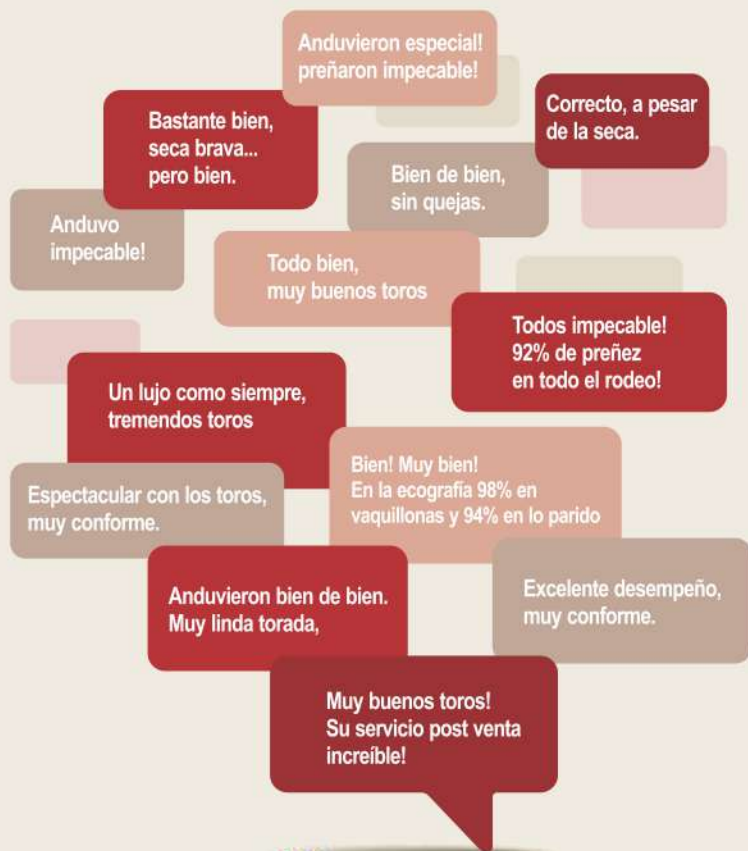 Anduvieron especial!
preñaron impecable!
Correcto, a pesar
de la seca.
Bastante bien,
seca brava...
pero bien.
Bien de bien,
sin quejas.
Anduvo
impecable!
Todo bien,
muy buenos toros
Todos impecable!
92% de preñez
en todo el rodeo!
Un lujo como siempre,
tremendos toros
Bien! Muy bien!
En la ecografía 98% en
vaquillonas y 94% en lo parido
Espectacular con los toros,
muy conforme.
Anduvieron bien de bien.
Muy linda torada,
Excelente desempeño,
muy conforme.
Muy buenos toros!
Su servicio post venta
increíble!